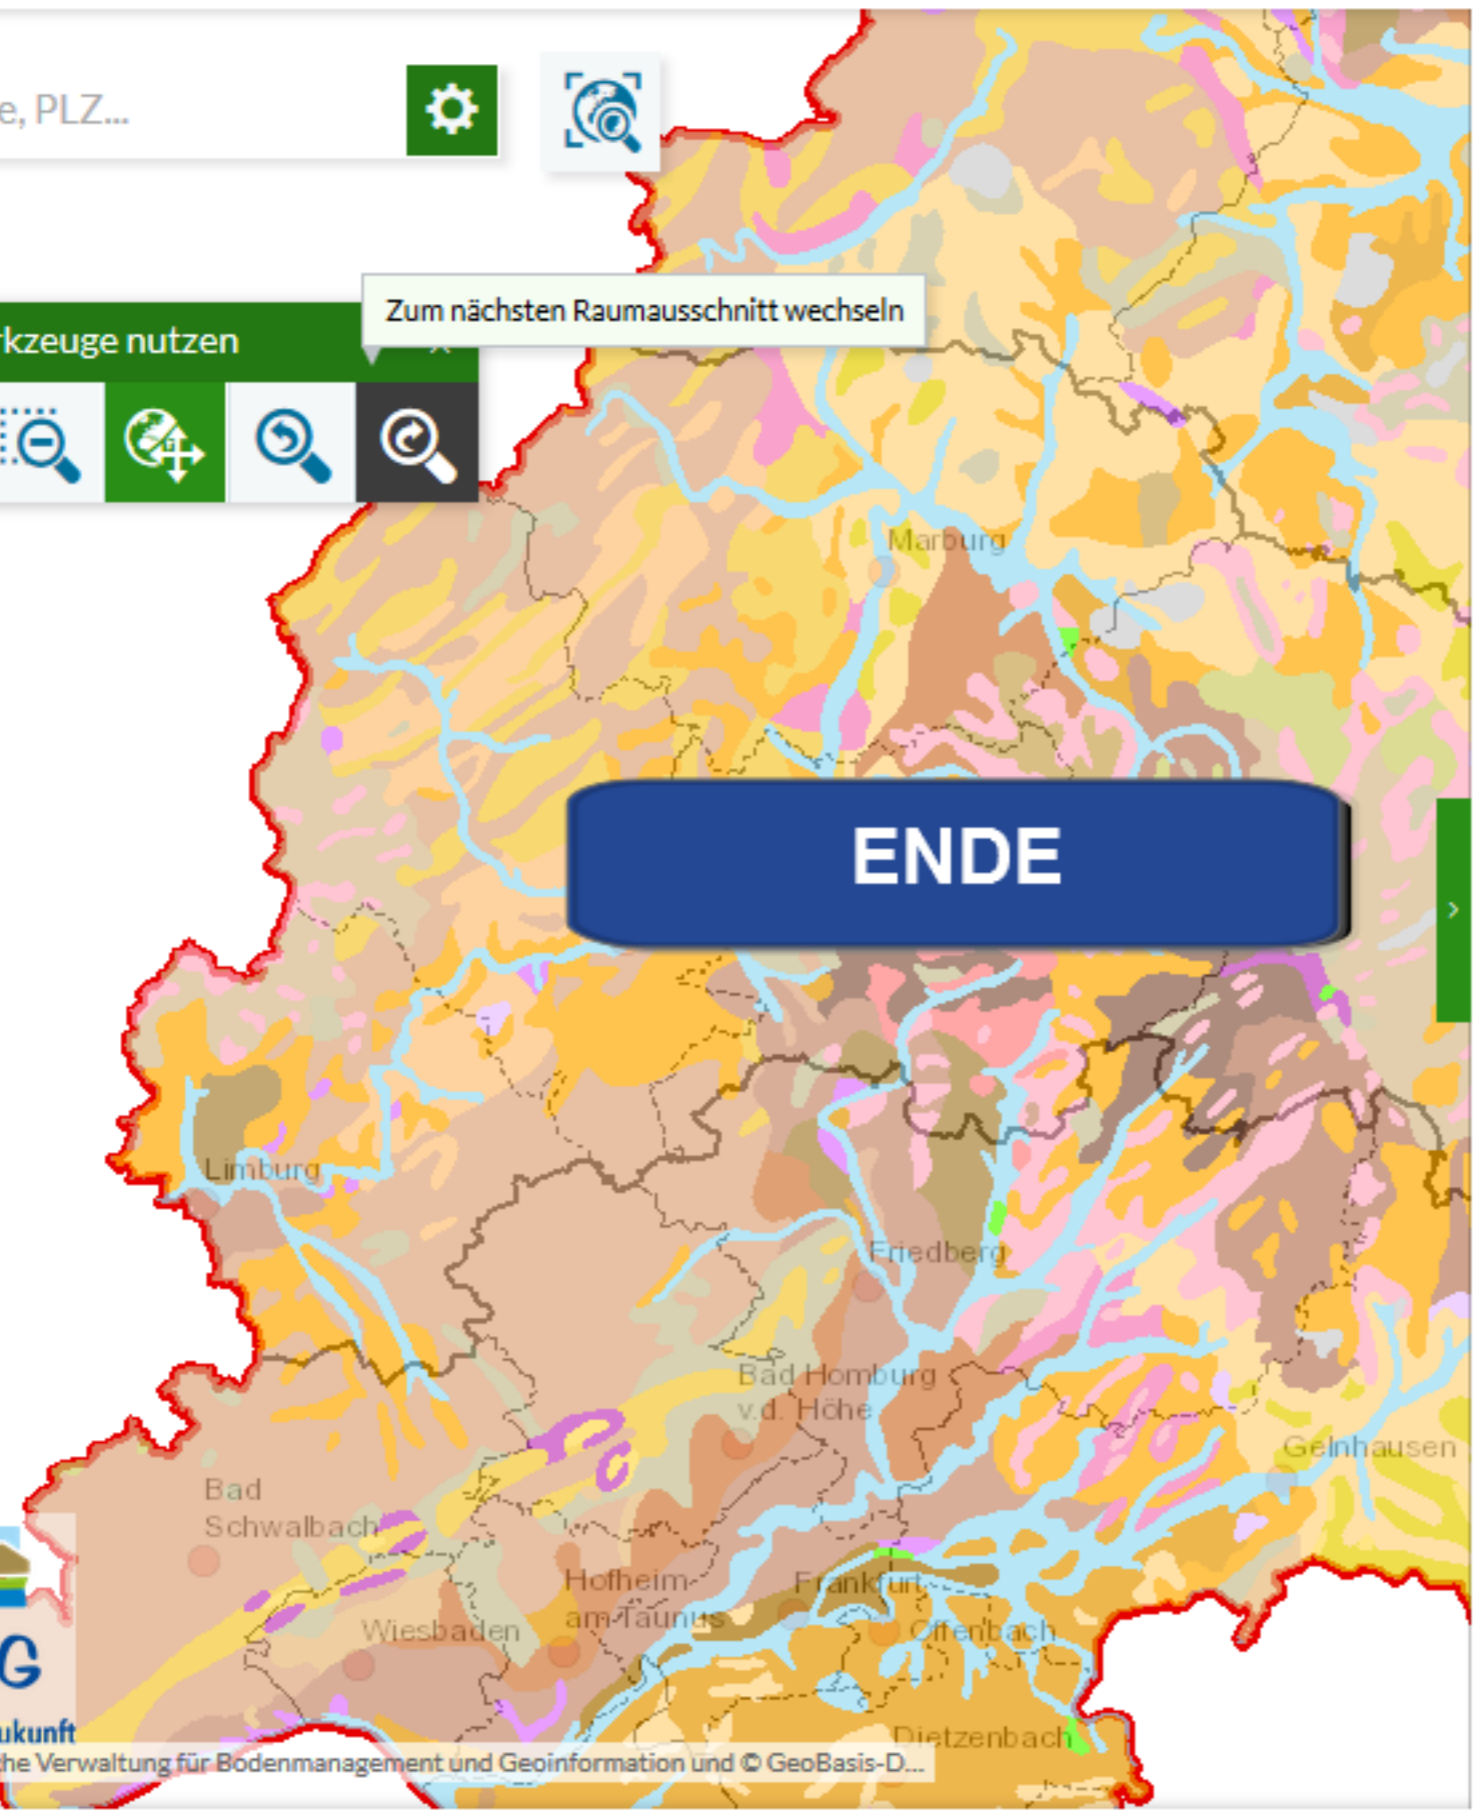 e, PLZ...
Zum nächsten Raumausschnitt wechseln
rkzeuge nutzen
Marburg
ENDE
Limburg
Friedberg
Bad Homburg
v.d. Höhe
Gelnhausen
Bad
Schwalbach
Hofheim
am Taunus
Frankfurt
Wiesbaden
Offenbach
G
ukunft
Dietzenbach
che Verwaltung für Bodenmanagement und Geoinformation und © GeoBasis-D...